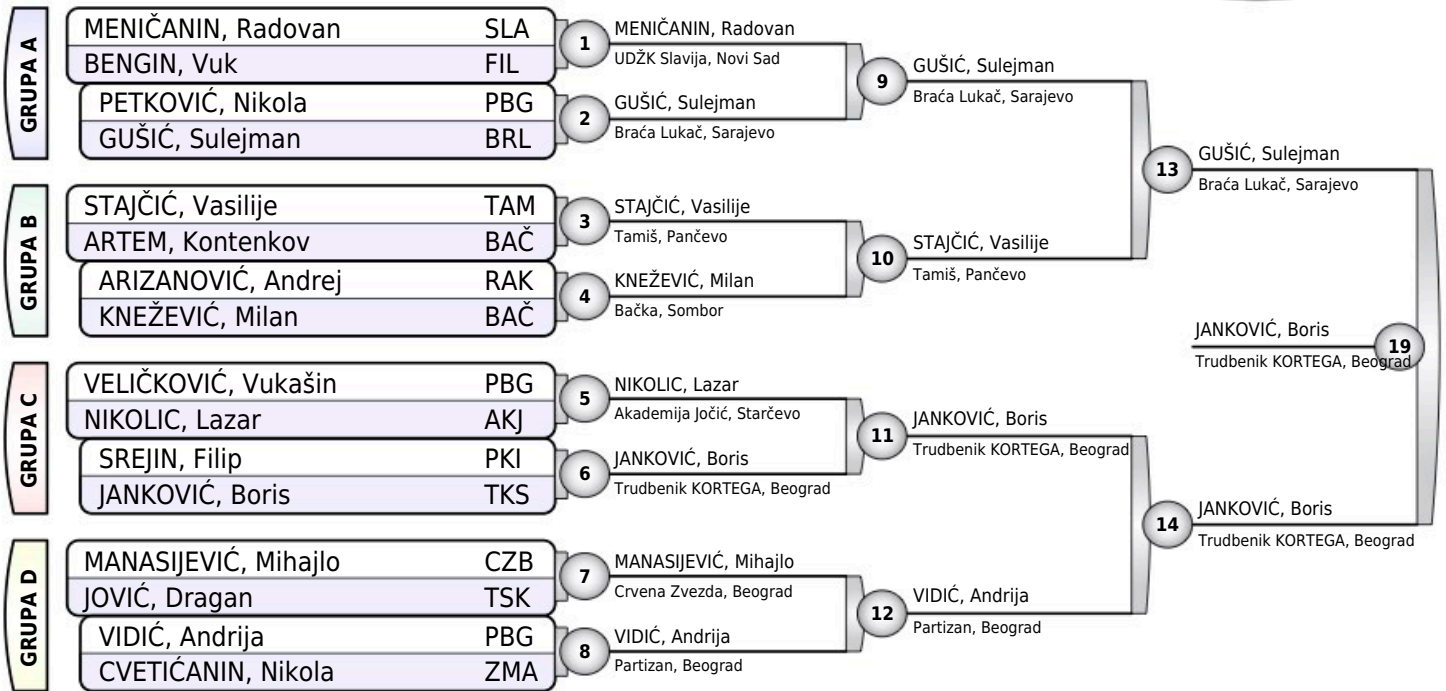 GRUPA A
MENIČANIN, Radovan SLA
BENGIN, Vuk FIL
PETKOVIĆ, Nikola PBG
GUŠIĆ, Sulejman BRL
GRUPA B
STAJČIĆ, Vasilije TAM
ARTEM, Kontenkov BAČ
ARIZANOVIĆ, Andrej RAK
KNEŽEVIĆ, Milan BAČ
GRUPA C
VELIČKOVIĆ, Vukašin PBG
NIKOLIC, Lazar AKJ
SREJIN, Filip PKI
JANKOVIĆ, Boris TKS
GRUPA D
MANASIJEVIĆ, Mihajlo CZB
JOVIĆ, Dragan TSK
VIDIĆ, Andrija PBG
CVETIĆANIN, Nikola ZMA
1
MENIČANIN, Radovan
UDŽK Slavija, Novi Sad
2
GUŠIĆ, Sulejman
Braća Lukač, Sarajevo
3
STAJČIĆ, Vasilije
Tamiš, Pančevo
4
KNEŽEVIĆ, Milan
Bačka, Sombor
5
NIKOLIC, Lazar
Akademija Jočić, Starčevo
6
JANKOVIĆ, Boris
Trudbenik KORTEGA, Beograd
7
MANASIJEVIĆ, Mihajlo
Crvena Zvezda, Beograd
8
VIDIĆ, Andrija
Partizan, Beograd
9
GUŠIĆ, Sulejman
Braća Lukač, Sarajevo
10
STAJČIĆ, Vasilije
Tamiš, Pančevo
11
JANKOVIĆ, Boris
Trudbenik KORTEGA, Beograd
12
VIDIĆ, Andrija
Partizan, Beograd
13
GUŠIĆ, Sulejman
Braća Lukač, Sarajevo
14
JANKOVIĆ, Boris
Trudbenik KORTEGA, Beograd
JANKOVIĆ, Boris
19
Trudbenik KORTEGA, Beograd